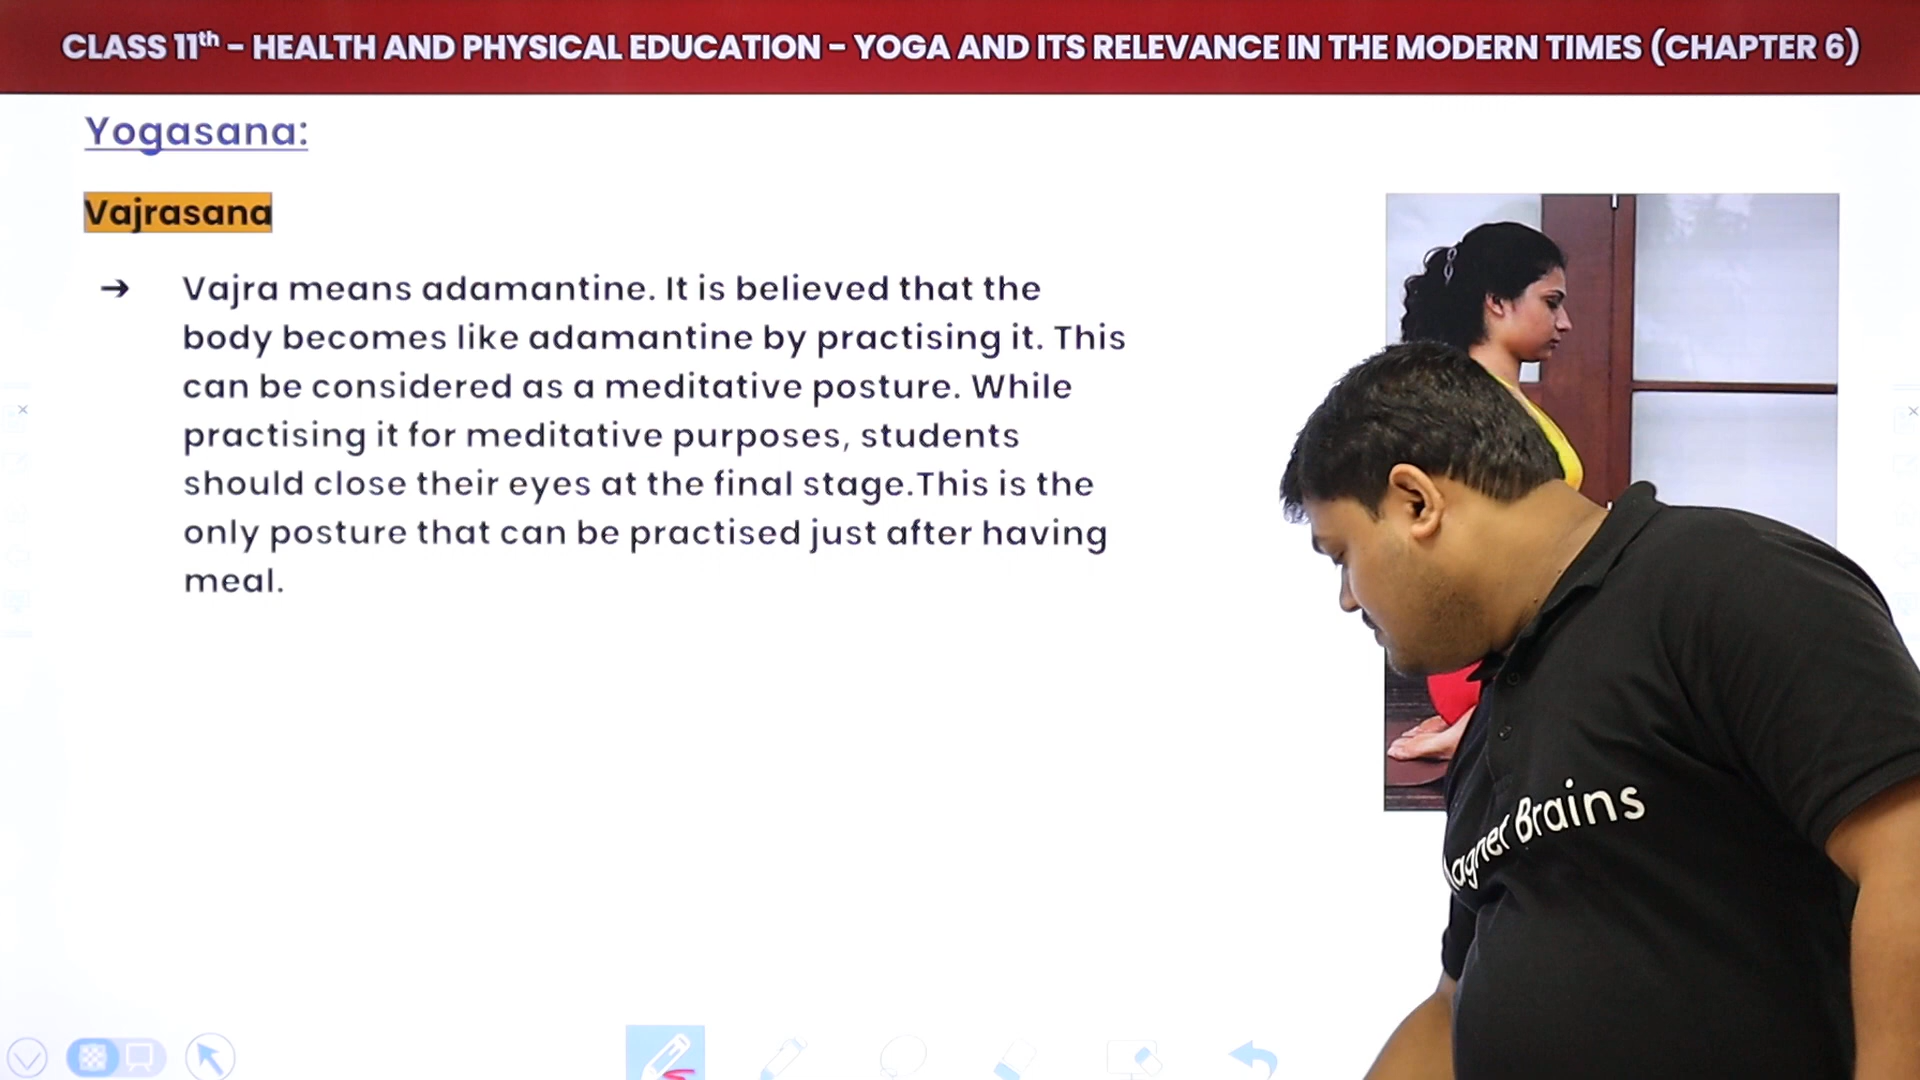 CLASS 11th – HEALTH AND PHYSICAL EDUCATION – YOGA AND ITS RELEVANCE IN THE MODERN TIMES (CHAPTER 6)
Yogasana:
Vajrasana
➔ Vajra means adamantine. It is believed that the
body becomes like adamantine by practising it. This
can be considered as a meditative posture. While
practising it for meditative purposes, students
should close their eyes at the final stage.This is the
only posture that can be practised just after having
meal.
Brains